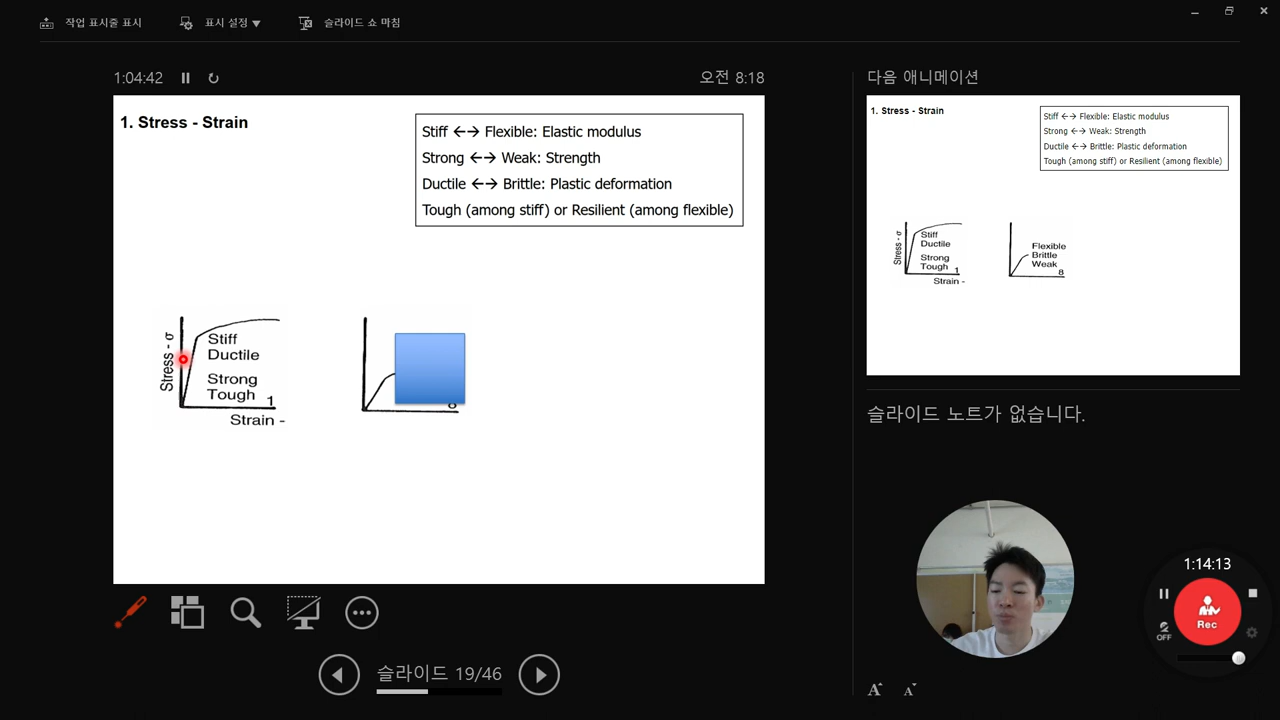 작업 표시줄 표시
표시 설정 ▼
슬라이드 쇼 마침
1:04:42
오전 8:18
다음 애니메이션
1. Stress - Strain
Stiff ←→ Flexible: Elastic modulus
Strong ←→ Weak: Strength
Ductile ←→ Brittle: Plastic deformation
Tough (among stiff) or Resilient (among flexible)
Stress - σ
Stiff
Ductile
Strong
Tough 1
Strain -
1. Stress - Strain
Stiff ←→ Flexible: Elastic modulus
Strong ←→ Weak: Strength
Ductile ←→ Brittle: Plastic deformation
Tough (among stiff) or Resilient (among flexible)
Stress - σ
Stiff
Ductile
Strong
Tough 1
Strain -
Flexible
Brittle
Weak
8
슬라이드 노트가 없습니다.
1:14:13
Rec
OFF
슬라이드 19/46
A A